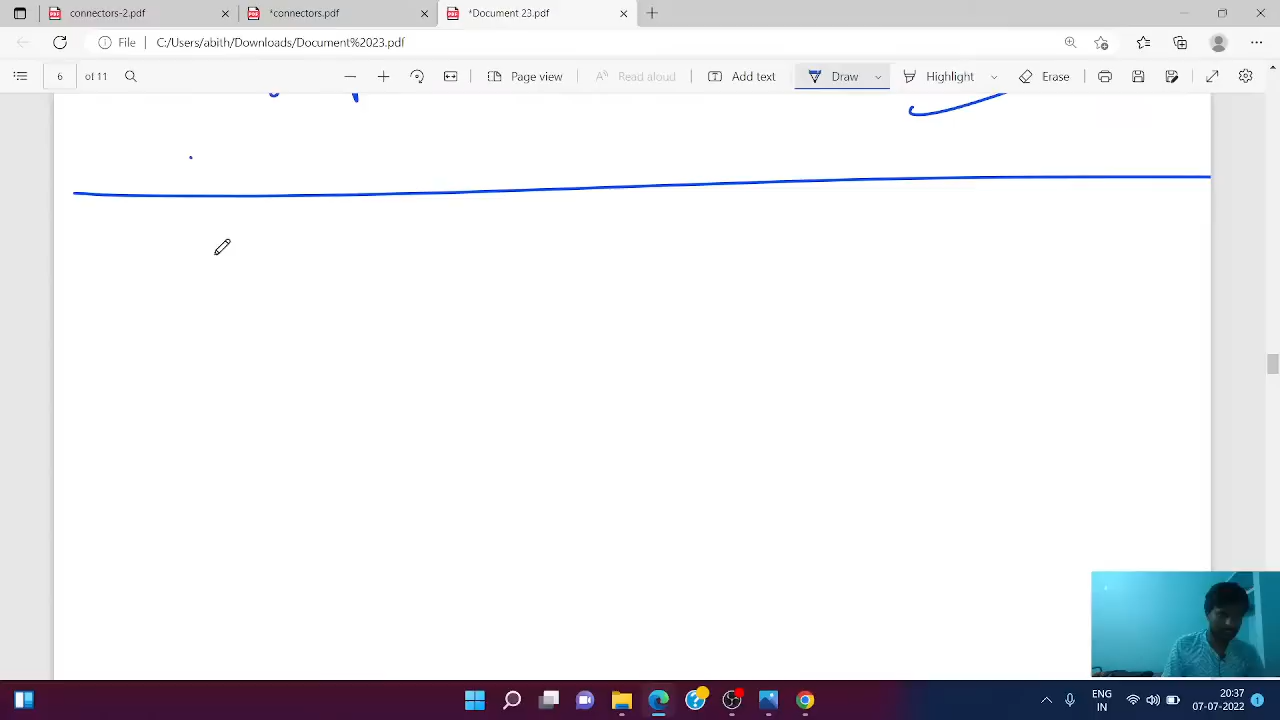 connectors-2.pdf *connectors.pdf *Document 23.pdf
File C:/Users/abith/Downloads/Document%2023.pdf
6 of 11 Page view Read aloud Add text Draw Highlight Erase
ENG 20:37
IN 07-07-2022 1